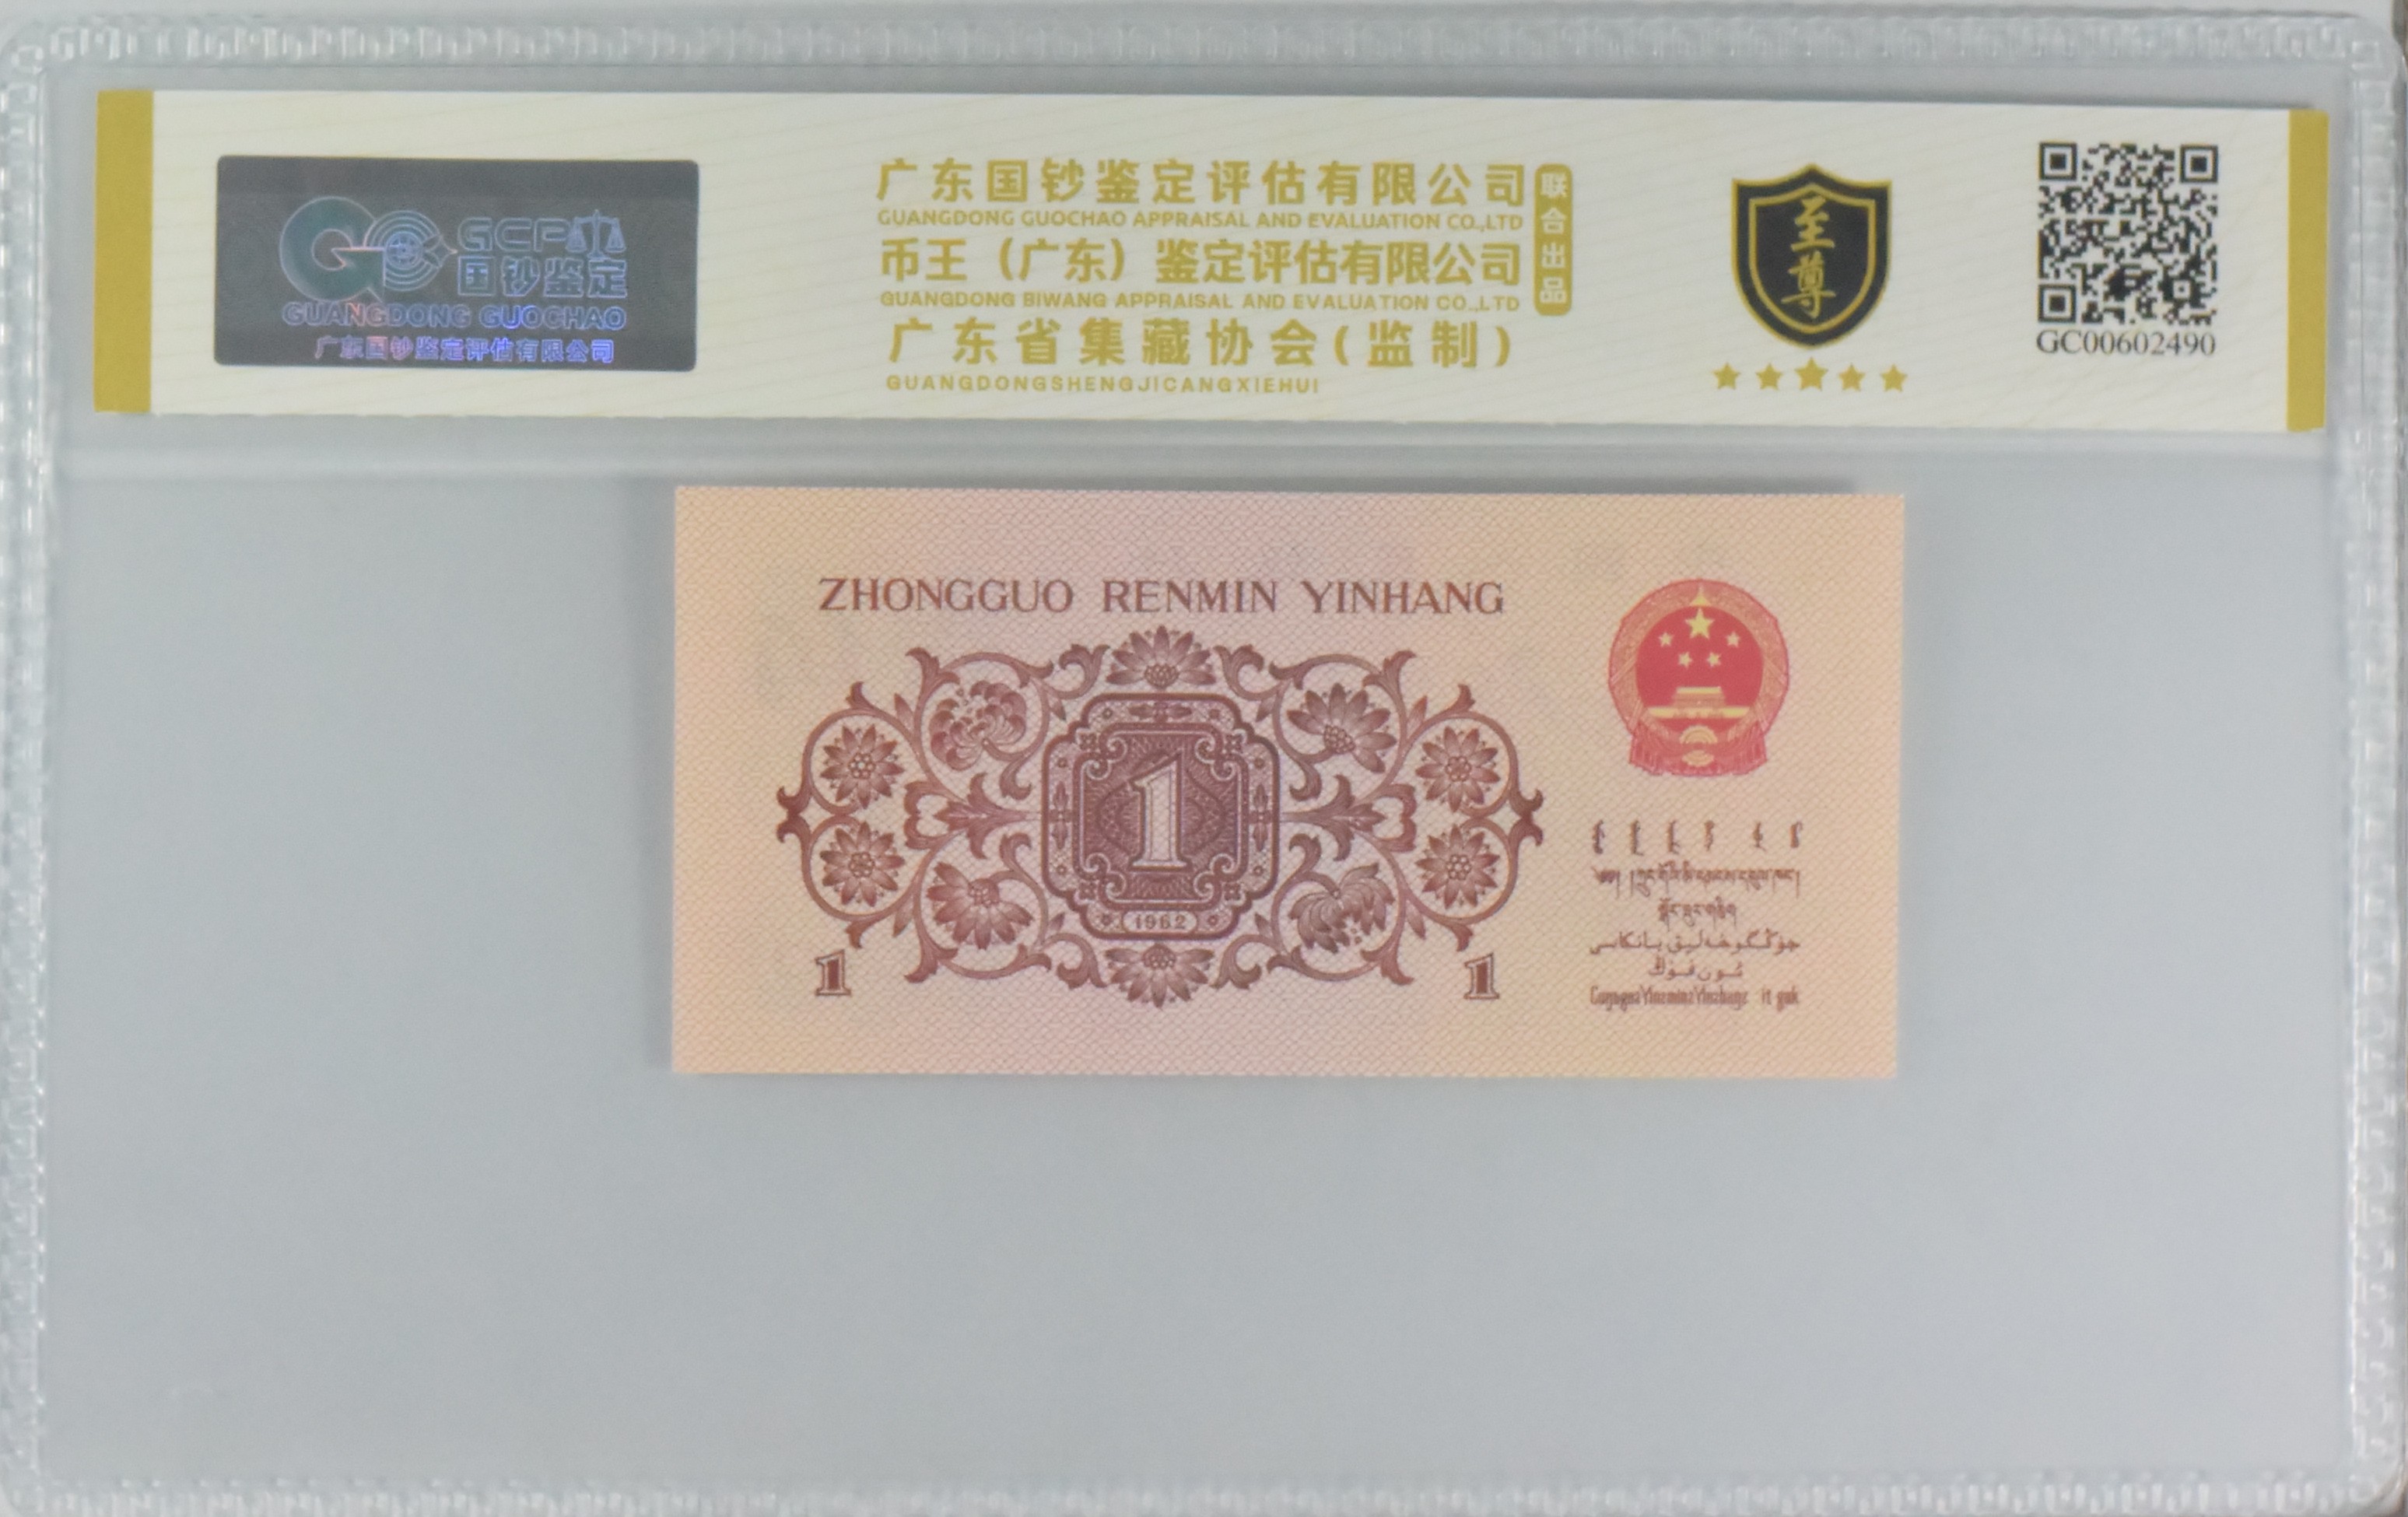 GCP
国钞鉴定
GUANGDONG GUOCHAO
广东国钞鉴定评估有限公司
广东国钞鉴定评估有限公司
GUANGDONG GUOCHAO APPRAISAL AND EVALUATION CO.,LTD
币王（广东）鉴定评估有限公司
GUANGDONG BIWANG APPRAISAL AND EVALUATION CO.,LTD
广东省集藏协会(监制)
GUANGDONGSHENGJICANGXIEHUI
联合出品
至尊
GC00602490
ZHONGGUO RENMIN YINHANG
1
1962
1
1
جۇڭگوخەلىق بانكاسى
ئون فۇڭ